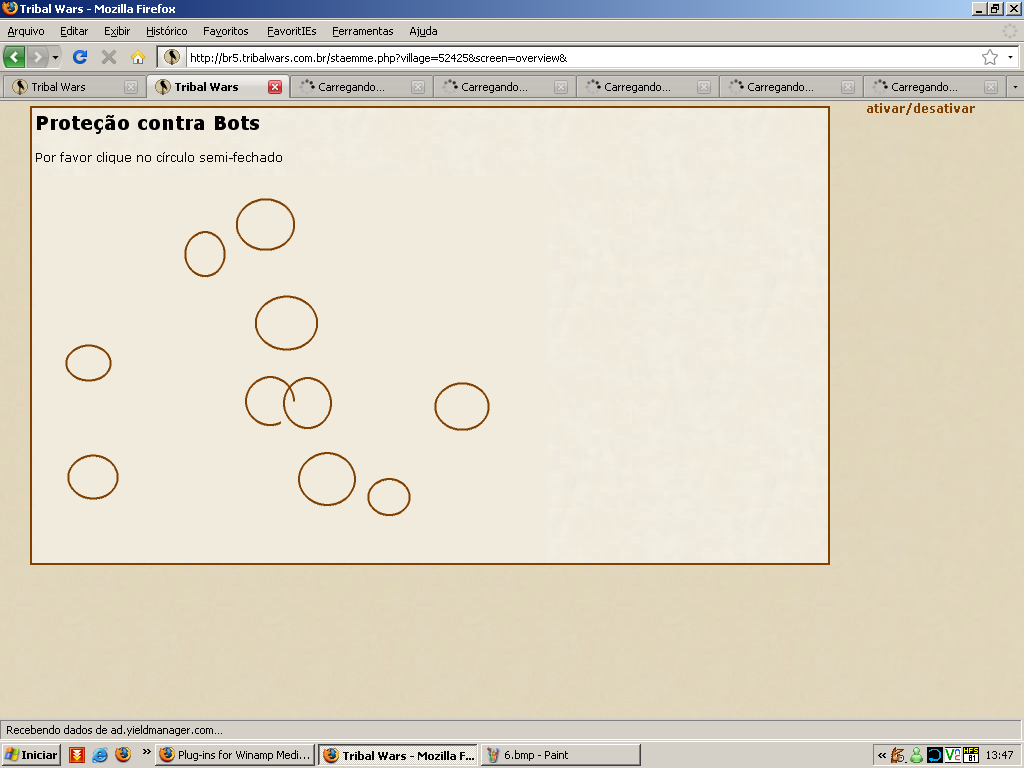 Tribal Wars - Mozilla Firefox
Arquivo Editar Exibir Histórico Favoritos FavoritIEs Ferramentas Ajuda
http://br5.tribalwars.com.br/staemme.php?village=52425&screen=overview&
Tribal Wars Tribal Wars Carregando... Carregando... Carregando... Carregando... Carregando...
Proteção contra Bots
ativar/desativar
Por favor clique no círculo semi-fechado
Recebendo dados de ad.yieldmanager.com...
Iniciar » Plug-ins for Winamp Medi... Tribal Wars - Mozilla F... 6.bmp - Paint « HFS 81 13:47